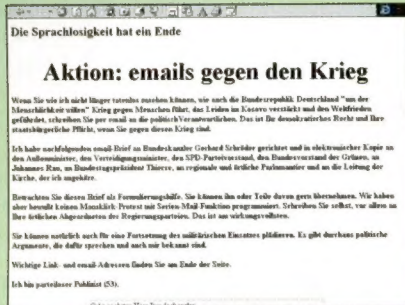 Die Sprachlosigkeit hat ein Ende
Aktion: emails gegen den Krieg
Wenn Sie wie ich nicht länger tatenlos zusehen können, wie auch die Bundesrepublik Deutschland "um der
Menschlichkeit willen" Krieg gegen Menschen führt, das Leiden im Kosovo verstärkt und den Weltfrieden
gefährdet, schreiben Sie per email an die politisch Verantwortlichen. Das ist Ihr demokratisches Recht und Ihre
staatsbürgerliche Pflicht, wenn Sie gegen diesen Krieg sind.
Ich habe nachfolgenden email-Brief an Bundeskanzler Gerhard Schröder gerichtet und in elektronischer Kopie an
den Außenminister, den Verteidigungsminister, den SPD-Parteivorstand, den Bundesvorstand der Grünen, an
Johannes Rau, an Bundestagspräsident Thierse, an regionale und örtliche Parlamentarier und an die Leitung der
Kirche, der ich angehöre.
Betrachten Sie diesen Brief als Formulierungshilfe. Sie können ihn oder Teile davon gern übernehmen. Wir haben
aber bewußt keinen Mausklick-Protest mit Serien-Mail-Funktion programmiert. Schreiben Sie selbst, vor allem an
Ihre örtlichen Abgeordneten der Regierungsparteien. Das ist am wirkungsvollsten.
Sie können natürlich auch für eine Fortsetzung des militärischen Einsatzes plädieren. Es gibt durchaus politische
Argumente, die dafür sprechen und auch mir bekannt sind.
Wichtige Link- und email-Adressen finden Sie am Ende der Seite.
Ich bin parteiloser Publizist (53).